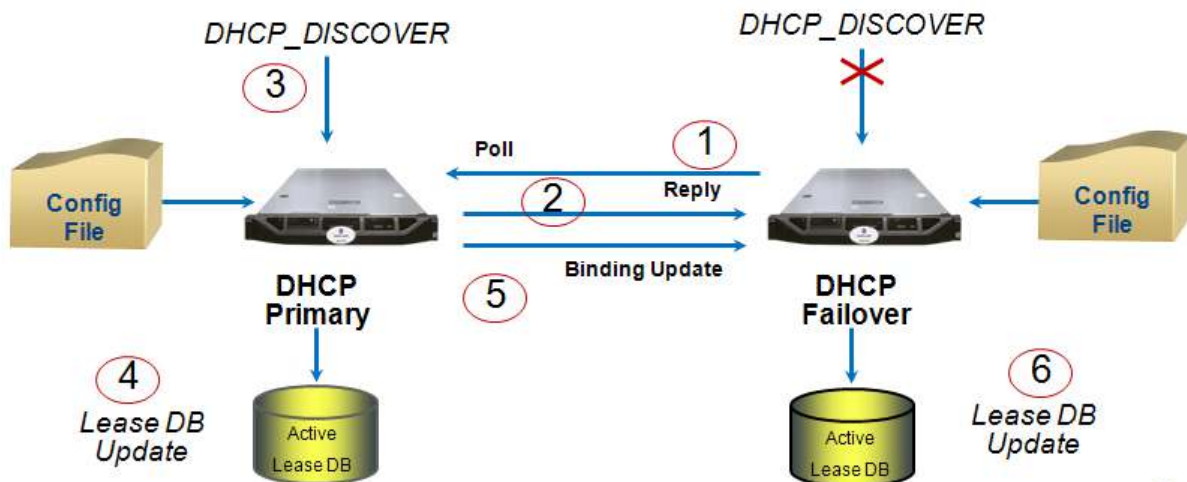 DHCP_DISCOVER
DHCP_DISCOVER
3
1
Poll
Reply
2
Config
File
Config
File
Binding Update
5
DHCP
Primary
DHCP
Failover
4
6
Lease DB
Update
Lease DB
Update
Active
Lease DB
Active
Lease DB